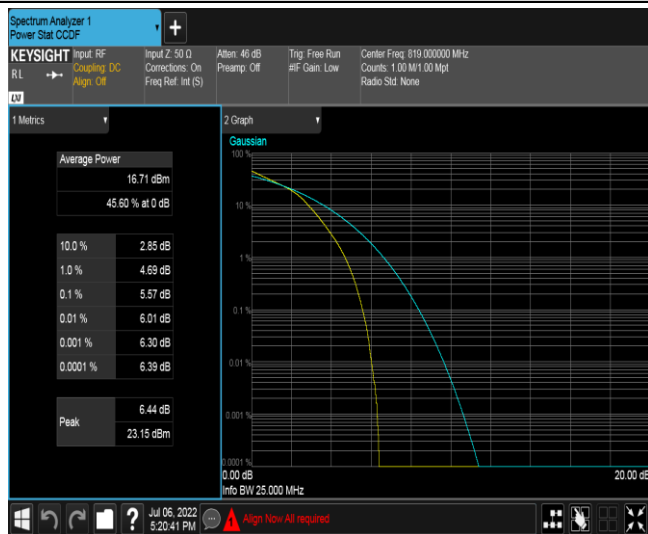 Spectrum Analyzer 1
Power Stat CCDF
+
KEYSIGHT
RL
LXI
Input: RF
Coupling: DC
Align: Off
Input Z: 50 Ω
Corrections: On
Freq Ref: Int (S)
Atten: 46 dB
Preamp: Off
Trig: Free Run
#IF Gain: Low
Center Freq: 819.000000 MHz
Counts: 1.00 M/1.00 Mpt
Radio Std: None
1 Metrics
Average Power
16.71 dBm
45.60 % at 0 dB
10.0 % 2.85 dB
1.0 % 4.69 dB
0.1 % 5.57 dB
0.01 % 6.01 dB
0.001 % 6.30 dB
0.0001 % 6.39 dB
Peak
6.44 dB
23.15 dBm
2 Graph
Gaussian
100 %
10 %
1 %
0.1 %
0.01 %
0.001 %
0.0001 %
0.00 dB
20.00 dB
Info BW 25.000 MHz
?
Jul 06, 2022
5:20:41 PM
Align Now All required